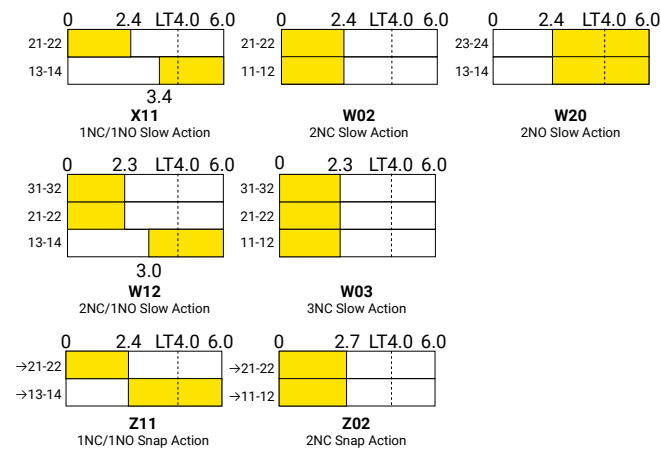 0 2.4 LT4.0 6.0
21-22
13-14
3.4
X11
1NC/1NO Slow Action
0 2.4 LT4.0 6.0
21-22
11-12
W02
2NC Slow Action
0 2.4 LT4.0 6.0
23-24
13-14
W20
2NO Slow Action
0 2.3 LT4.0 6.0
31-32
21-22
13-14
3.0
W12
2NC/1NO Slow Action
0 2.3 LT4.0 6.0
31-32
21-22
11-12
W03
3NC Slow Action
0 2.4 LT4.0 6.0
→21-22
→13-14
Z11
1NC/1NO Snap Action
0 2.7 LT4.0 6.0
→21-22
→11-12
Z02
2NC Snap Action